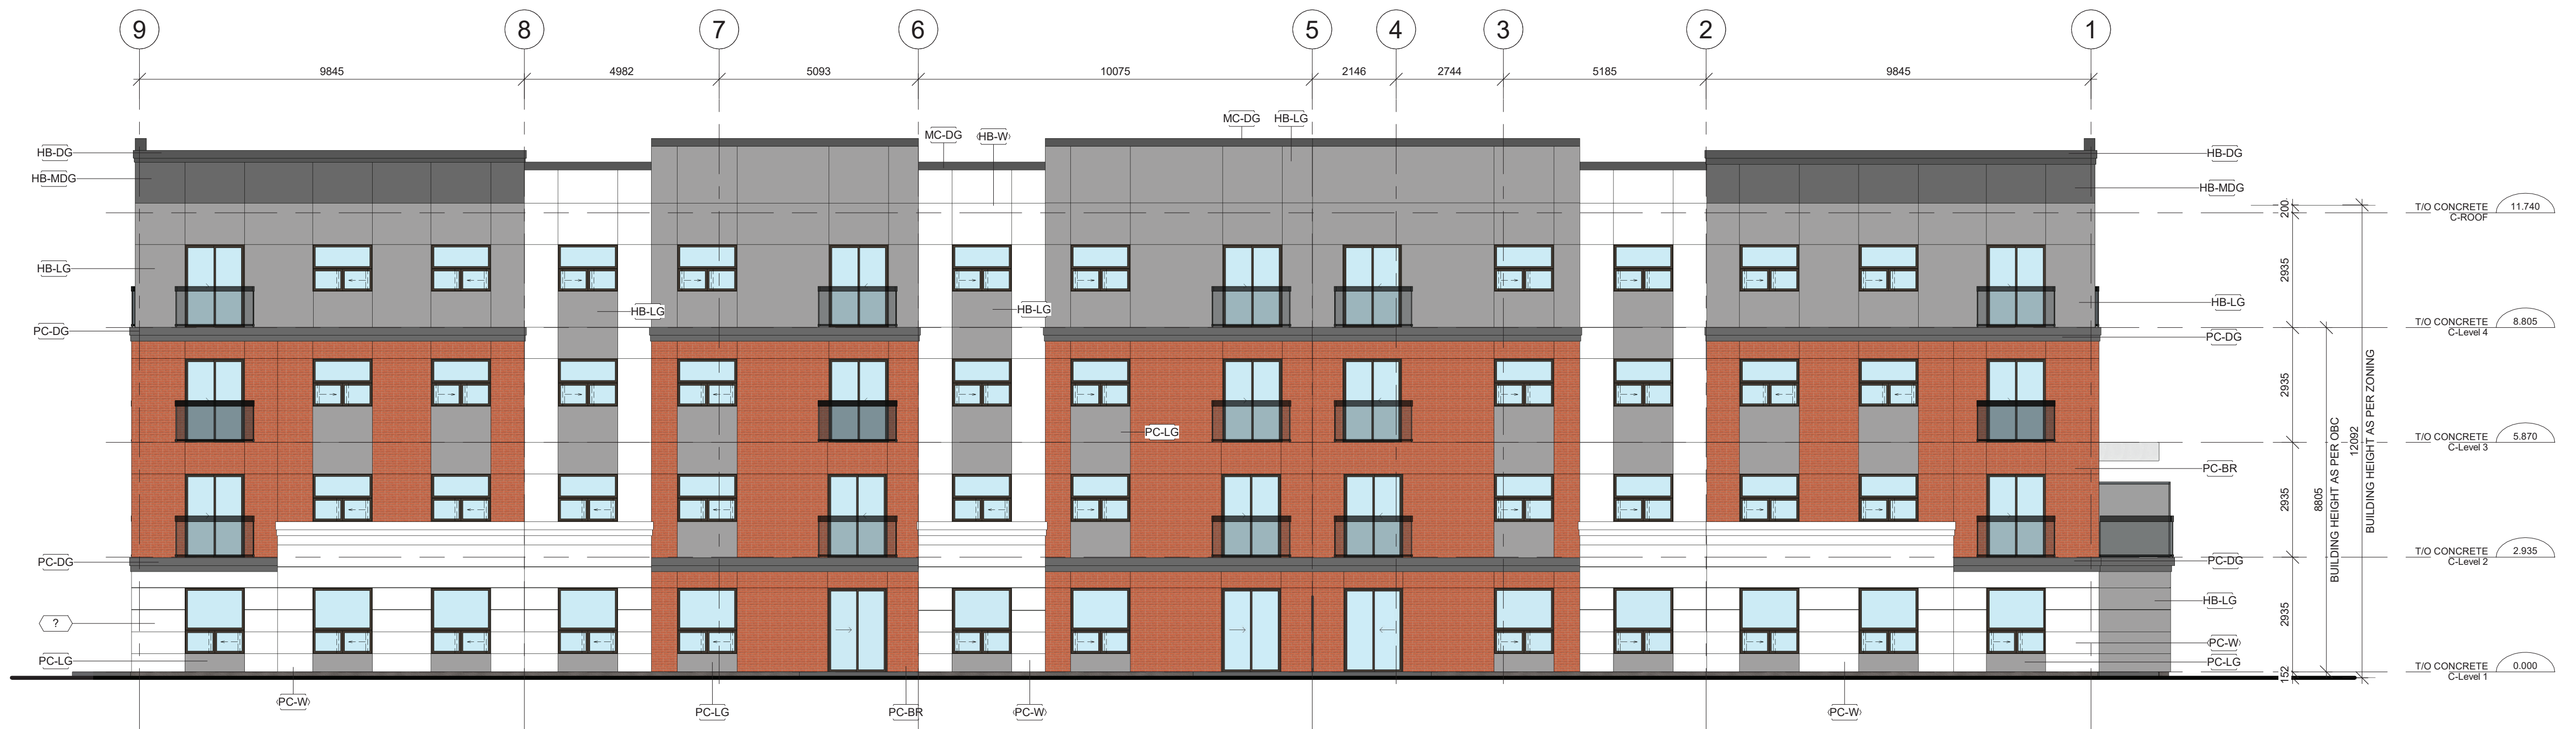 9
8
7
6
5
4
3
2
1
9845
4982
5093
10075
2146
2744
5185
9845
MC-DG
HB-W
MC-DG
HB-LG
HB-DG
HB-MDG
HB-LG
PC-DG
PC-DG
?
PC-LG
HB-LG
HB-LG
PC-LG
PC-W
PC-LG
PC-BR
PC-W
PC-W
HB-DG
HB-MDG
HB-LG
PC-DG
PC-BR
PC-DG
HB-LG
PC-W
PC-LG
200
2935
2935
2935
2935
152
8805
BUILDING HEIGHT AS PER OBC
12092
BUILDING HEIGHT AS PER ZONING
T/O CONCRETE
C-ROOF
11.740
T/O CONCRETE
C-Level 4
8.805
T/O CONCRETE
C-Level 3
5.870
T/O CONCRETE
C-Level 2
2.935
T/O CONCRETE
C-Level 1
0.000